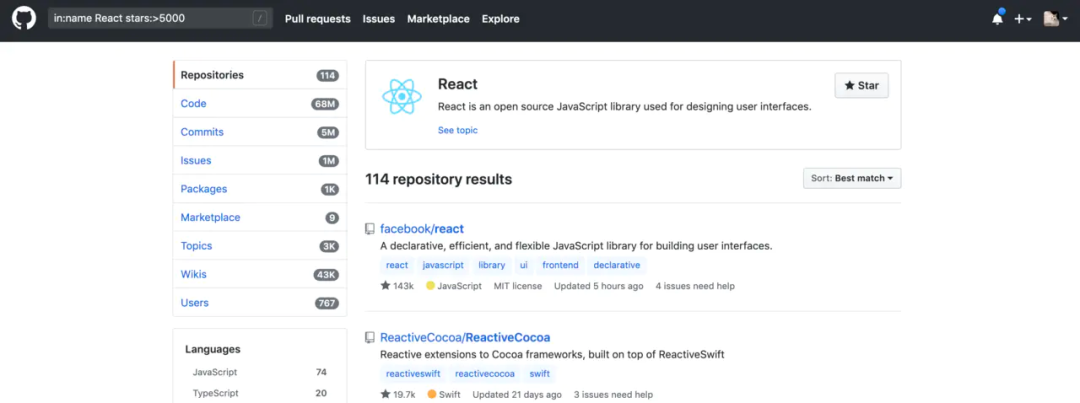 in:name React stars:>5000 / Pull requests Issues Marketplace Explore
Repositories 114
Code 68M
Commits 5M
Issues 1M
Packages 1K
Marketplace 9
Topics 3K
Wikis 43K
Users 767
Languages
JavaScript 74
TypeScript 20
React
Star
React is an open source JavaScript library used for designing user interfaces.
See topic
114 repository results
Sort: Best match
facebook/react
A declarative, efficient, and flexible JavaScript library for building user interfaces.
react javascript library ui frontend declarative
143k JavaScript MIT license Updated 5 hours ago 4 issues need help
ReactiveCocoa/ReactiveCocoa
Reactive extensions to Cocoa frameworks, built on top of ReactiveSwift
reactiveswift reactivecocoa swift
19.7k Swift Updated 21 days ago 3 issues need help